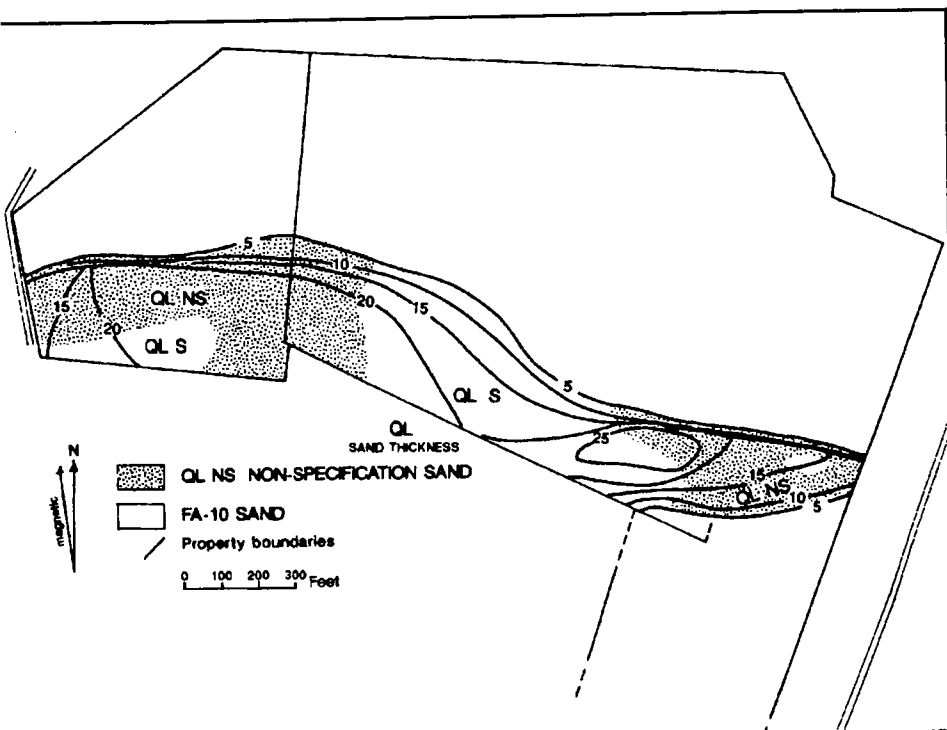 5
10
15
20
QL NS
15
20
QL S
5
QL S
QL
SAND THICKNESS
25
15
QL NS
10
5
N
magnetic
QL NS NON-SPECIFICATION SAND
FA-10 SAND
Property boundaries
0 100 200 300 Feet